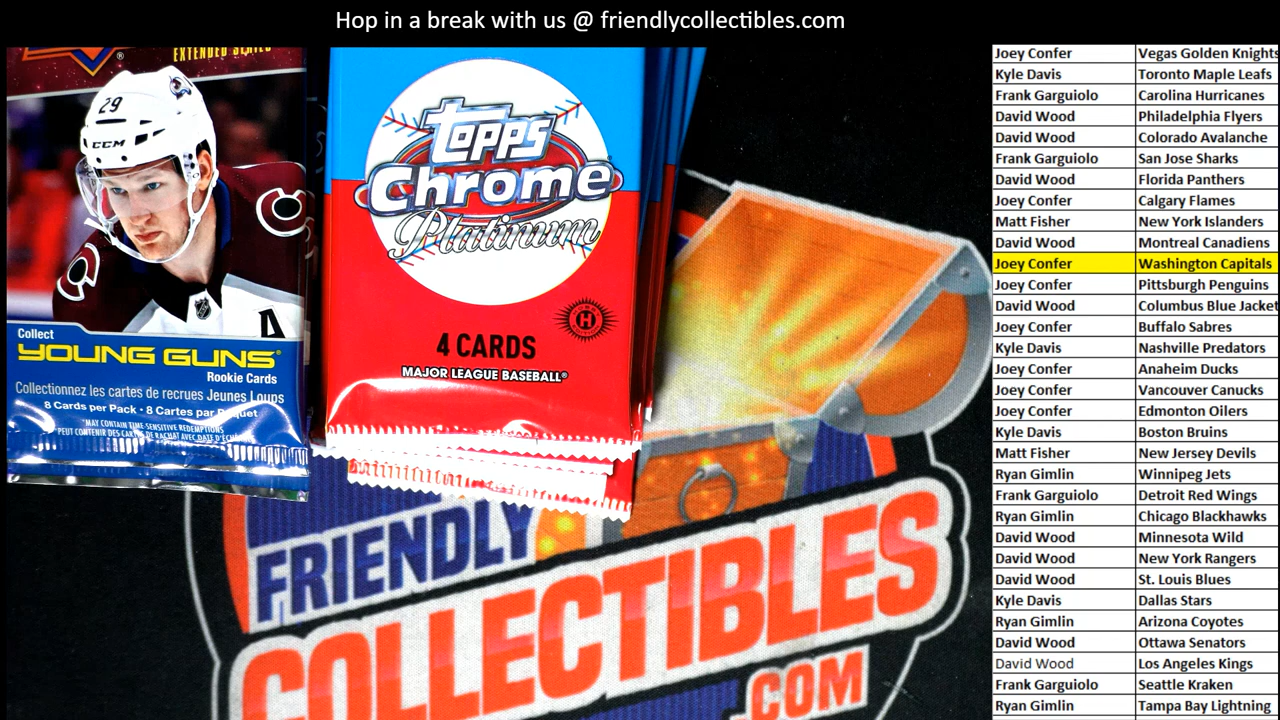 Hop in a break with us @ friendlycollectibles.com
EXTENDED SERIES
29
CCM
A
Collect
YOUNG GUNS®
Rookie Cards
Collectionnez les cartes de recrues Jeunes Loups
8 Cards per Pack • 8 Cartes par Paquet
*MAY CONTAIN TIME-SENSITIVE REDEMPTIONS
topps
Chrome
Platinum
H
4 CARDS
MAJOR LEAGUE BASEBALL®
FRIENDLY
COLLECTIBLES
.COM
Joey Confer Vegas Golden Knights
Kyle Davis Toronto Maple Leafs
Frank Garguiolo Carolina Hurricanes
David Wood Philadelphia Flyers
David Wood Colorado Avalanche
Frank Garguiolo San Jose Sharks
David Wood Florida Panthers
Joey Confer Calgary Flames
Matt Fisher New York Islanders
David Wood Montreal Canadiens
Joey Confer Washington Capitals
Joey Confer Pittsburgh Penguins
David Wood Columbus Blue Jacket
Joey Confer Buffalo Sabres
Kyle Davis Nashville Predators
Joey Confer Anaheim Ducks
Joey Confer Vancouver Canucks
Joey Confer Edmonton Oilers
Kyle Davis Boston Bruins
Matt Fisher New Jersey Devils
Ryan Gimlin Winnipeg Jets
Frank Garguiolo Detroit Red Wings
Ryan Gimlin Chicago Blackhawks
David Wood Minnesota Wild
David Wood New York Rangers
David Wood St. Louis Blues
Kyle Davis Dallas Stars
Ryan Gimlin Arizona Coyotes
David Wood Ottawa Senators
David Wood Los Angeles Kings
Frank Garguiolo Seattle Kraken
Ryan Gimlin Tampa Bay Lightning